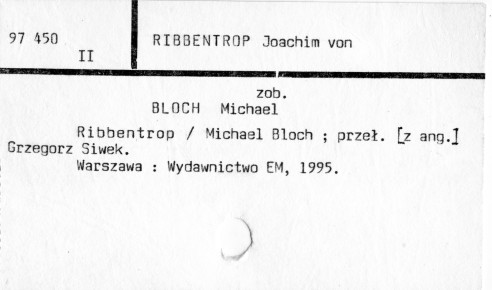 97 450
II
RIBBENTROP Joachim von
zob.
BLOCH Michael
Ribbentrop / Michael Bloch ; przeł. [z ang.]
Grzegorz Siwek.
Warszawa : Wydawnictwo EM, 1995.